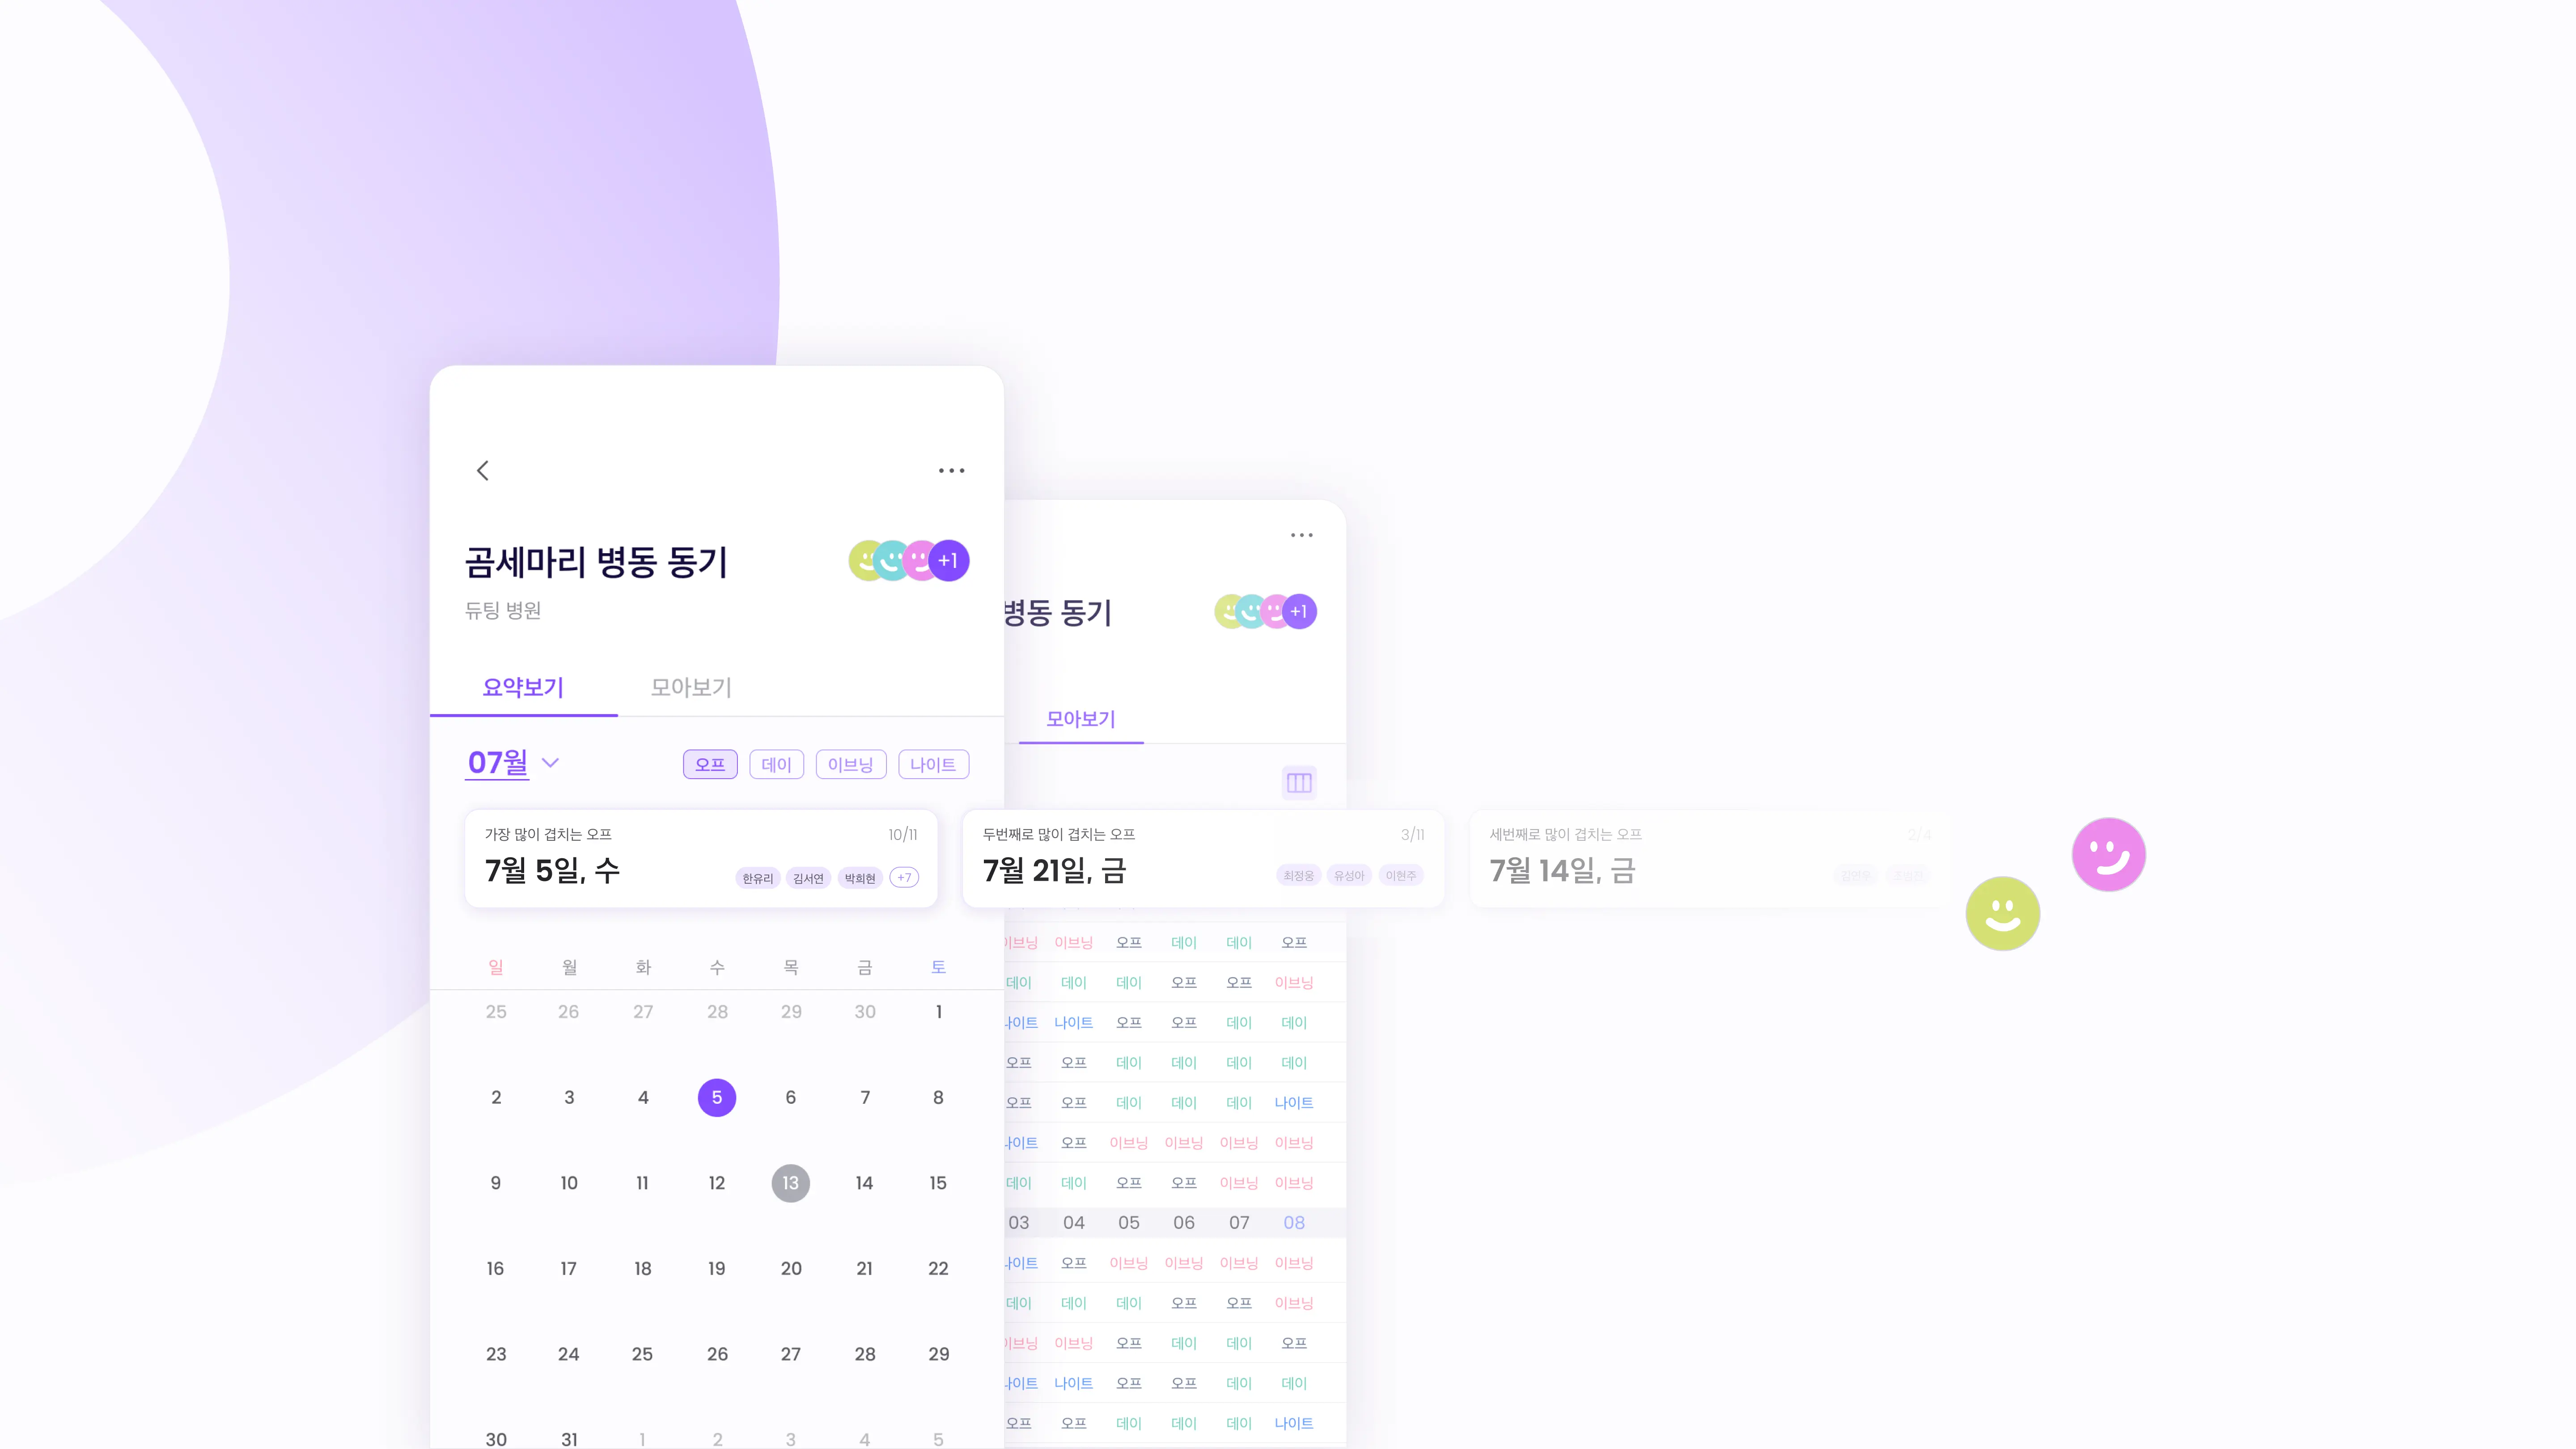 곰세마리 병동 동기
+1
듀팅 병원
요약보기 모아보기
07월
오프 데이 이브닝 나이트
가장 많이 겹치는 오프 10/11
7월 5일, 수
한유리 김서연 박희현 +7
일 월 화 수 목 금 토
25 26 27 28 29 30 1
2 3 4 5 6 7 8
9 10 11 12 13 14 15
16 17 18 19 20 21 22
23 24 25 26 27 28 29
30 31 1 2 3 4 5
병동 동기
+1
모아보기
두번째로 많이 겹치는 오프 3/11
7월 21일, 금
최정웅 유성아 이현주
세번째로 많이 겹치는 오프 2/4
7월 14일, 금
이브닝 이브닝 오프 데이 데이 오프
데이 데이 데이 오프 오프 이브닝
나이트 나이트 오프 오프 데이 데이
오프 오프 데이 데이 데이 데이
오프 오프 데이 데이 데이 나이트
나이트 오프 이브닝 이브닝 이브닝 이브닝
데이 데이 오프 오프 이브닝 이브닝
03 04 05 06 07 08
나이트 오프 이브닝 이브닝 이브닝 이브닝
데이 데이 데이 오프 오프 이브닝
이브닝 이브닝 오프 데이 데이 오프
나이트 나이트 오프 오프 데이 데이
오프 오프 데이 데이 데이 나이트